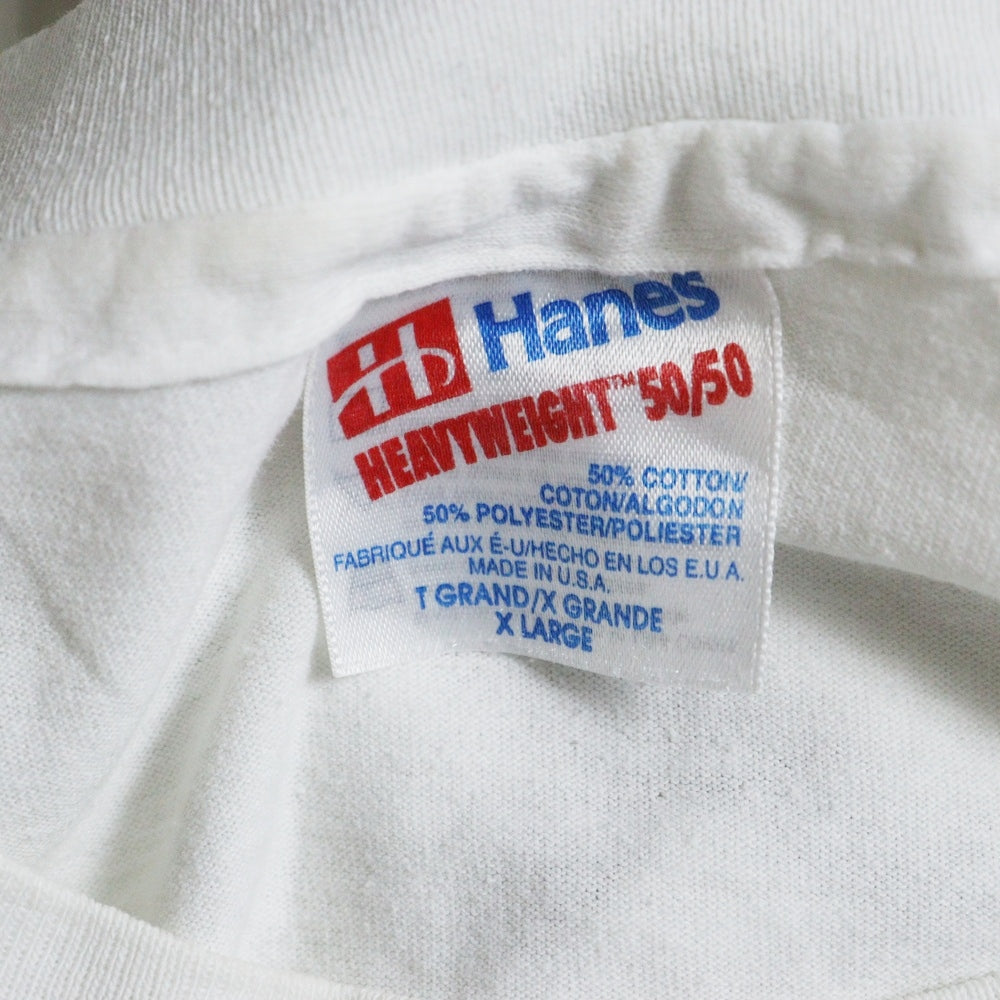 Hb Hanes
HEAVYWEIGHT™ 50/50
50% COTTON/
COTON/ALGODON
50% POLYESTER/POLIESTER
FABRIQUÉ AUX É-U/HECHO EN LOS E.U.A.
MADE IN U.S.A.
T GRAND/X GRANDE
X LARGE